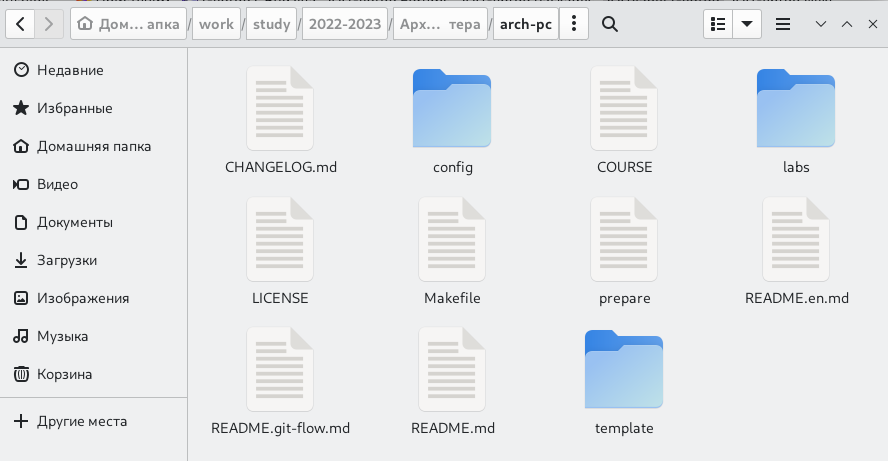 Дом… апка / work / study / 2022-2023 / Арх… тера / arch-pc
Недавние
Избранные
Домашняя папка
Видео
Документы
Загрузки
Изображения
Музыка
Корзина
Другие места
CHANGELOG.md
config
COURSE
labs
LICENSE
Makefile
prepare
README.en.md
README.git-flow.md
README.md
template